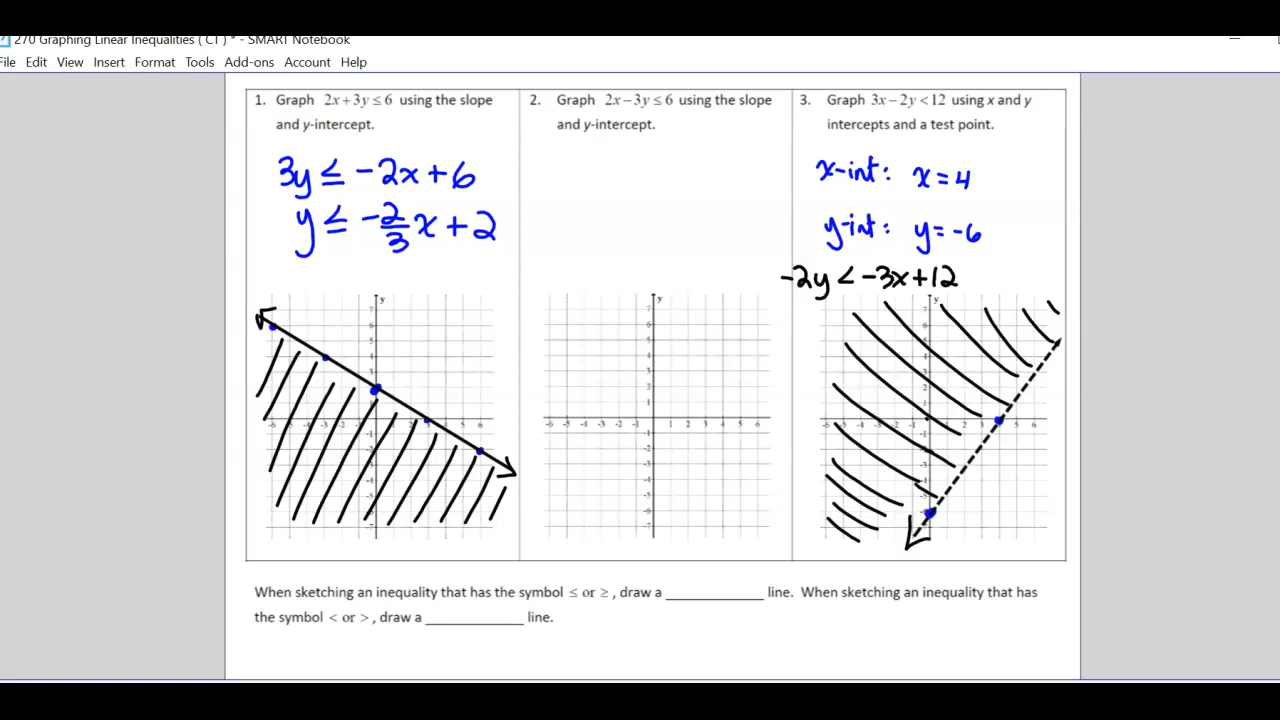 270 Graphing Linear Inequalities ( CT ) * - SMART Notebook
File Edit View Insert Format Tools Add-ons Account Help
1. Graph 2x+3y≤6 using the slope
and y-intercept.
3y ≤ -2x + 6
y ≤ -2/3 x + 2
2. Graph 2x−3y≤6 using the slope
and y-intercept.
3. Graph 3x−2y<12 using x and y
intercepts and a test point.
x-int: x = 4
y-int: y = -6
-2y < -3x + 12
When sketching an inequality that has the symbol ≤ or ≥, draw a ______________ line. When sketching an inequality that has
the symbol < or >, draw a ______________ line.